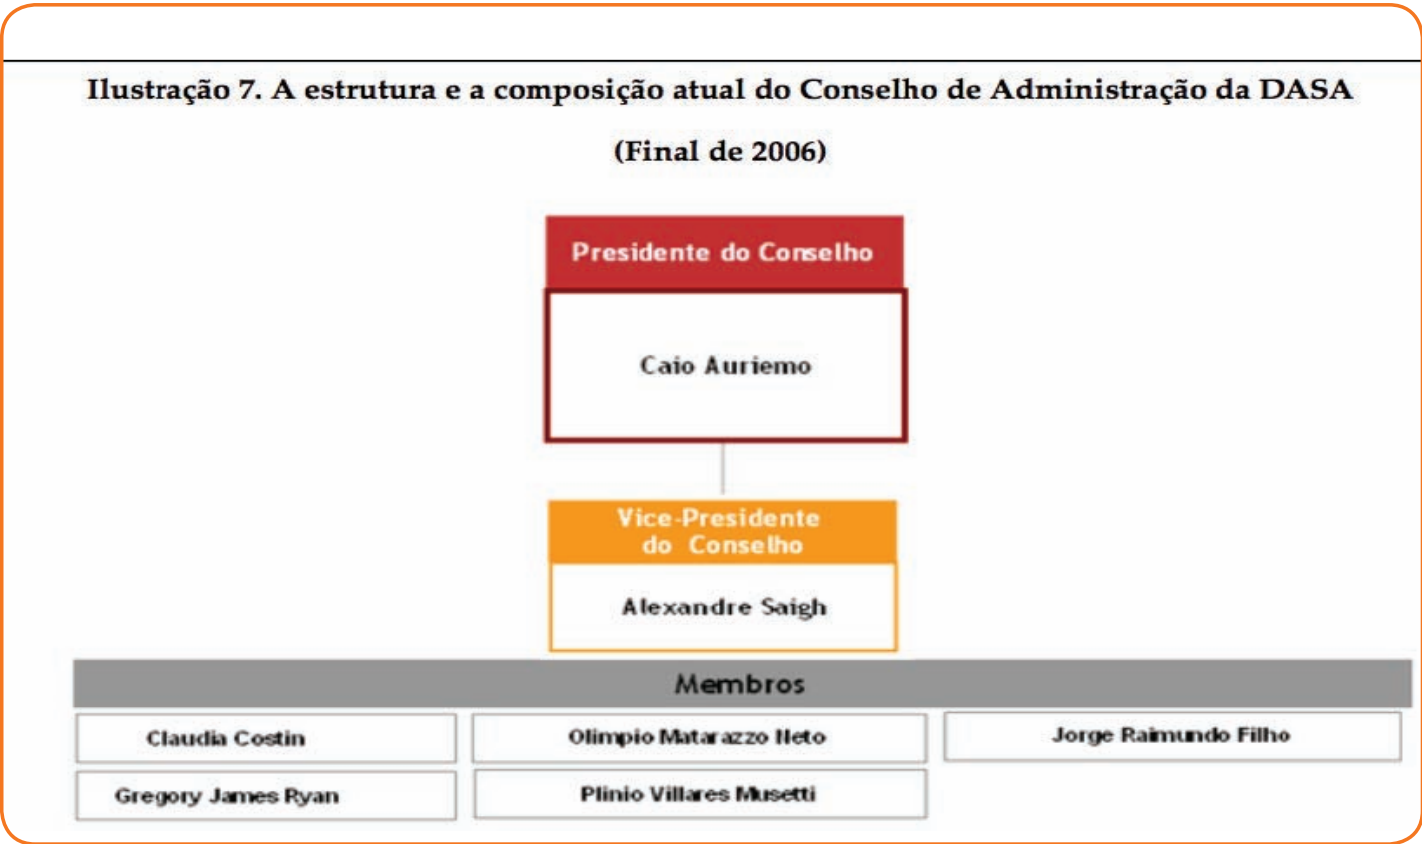 Ilustração 7. A estrutura e a composição atual do Conselho de Administração da DASA
(Final de 2006)
Presidente do Conselho
Caio Auriemo
Vice-Presidente
do Conselho
Alexandre Saigh
Membros
Claudia Costin
Olimpio Matarazzo Neto
Jorge Raimundo Filho
Gregory James Ryan
Plinio Villares Musetti